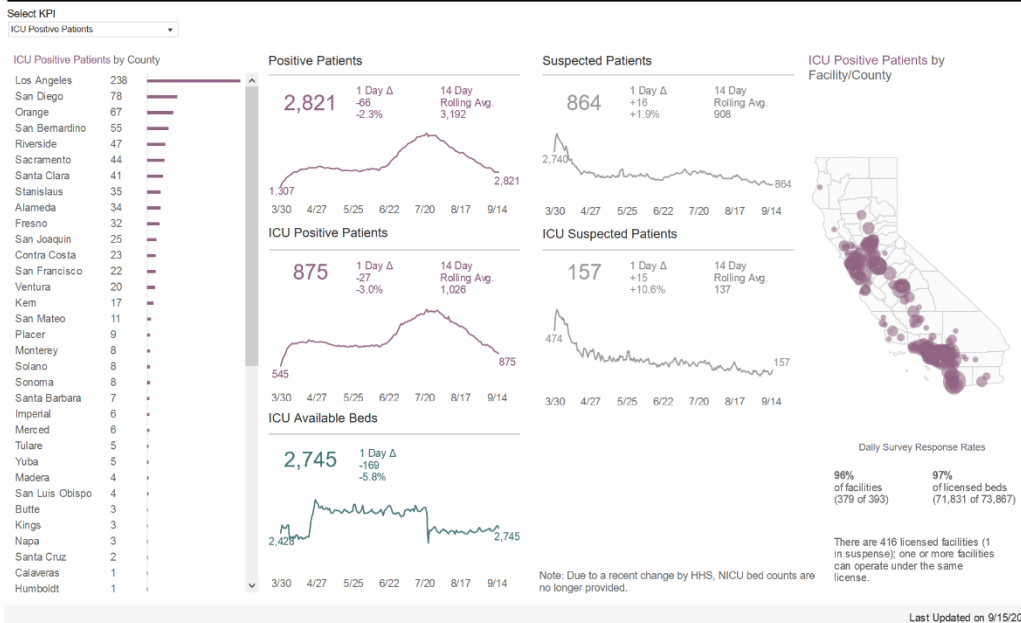 Select KPI
ICU Positive Patients
ICU Positive Patients by County
Los Angeles 238
San Diego 78
Orange 67
San Bernardino 55
Riverside 47
Sacramento 44
Santa Clara 41
Stanislaus 35
Alameda 34
Fresno 32
San Joaquin 25
Contra Costa 23
San Francisco 22
Ventura 20
Kern 17
San Mateo 11
Placer 9
Monterey 8
Solano 8
Sonoma 8
Santa Barbara 7
Imperial 6
Merced 6
Tulare 5
Yuba 5
Madera 4
San Luis Obispo 4
Butte 3
Kings 3
Napa 3
Santa Cruz 2
Calaveras 1
Humboldt 1
Positive Patients
2,821
1 Day Δ
-66
-2.3%
14 Day
Rolling Avg.
3,192
1,307
2,821
3/30 4/27 5/25 6/22 7/20 8/17 9/14
ICU Positive Patients
875
1 Day Δ
-27
-3.0%
14 Day
Rolling Avg.
1,026
545
875
3/30 4/27 5/25 6/22 7/20 8/17 9/14
ICU Available Beds
2,745
1 Day Δ
-169
-5.8%
2,428
2,745
3/30 4/27 5/25 6/22 7/20 8/17 9/14
Suspected Patients
864
1 Day Δ
+16
+1.9%
14 Day
Rolling Avg.
908
2,740
864
3/30 4/27 5/25 6/22 7/20 8/17 9/14
ICU Suspected Patients
157
1 Day Δ
+15
+10.6%
14 Day
Rolling Avg.
137
474
157
3/30 4/27 5/25 6/22 7/20 8/17 9/14
Note: Due to a recent change by HHS, NICU bed counts are
no longer provided.
ICU Positive Patients by
Facility/County
Daily Survey Response Rates
96%
of facilities
(379 of 393)
97%
of licensed beds
(71,831 of 73,867)
There are 416 licensed facilities (1
in suspense); one or more facilities
can operate under the same
license.
Last Updated on 9/15/20